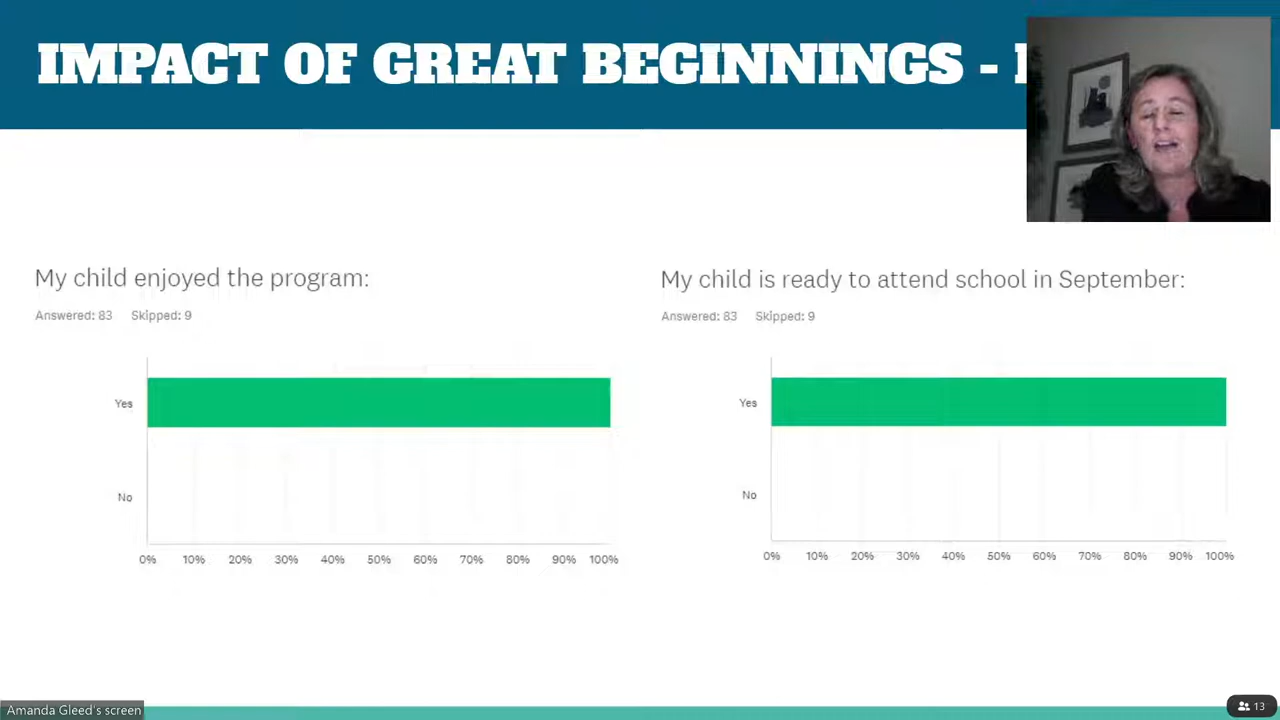 IMPACT OF GREAT BEGINNINGS -
My child enjoyed the program:
Answered: 83 Skipped: 9
Yes
No
0% 10% 20% 30% 40% 50% 60% 70% 80% 90% 100%
My child is ready to attend school in September:
Answered: 83 Skipped: 9
Yes
No
0% 10% 20% 30% 40% 50% 60% 70% 80% 90% 100%
Amanda Gleed's screen
13